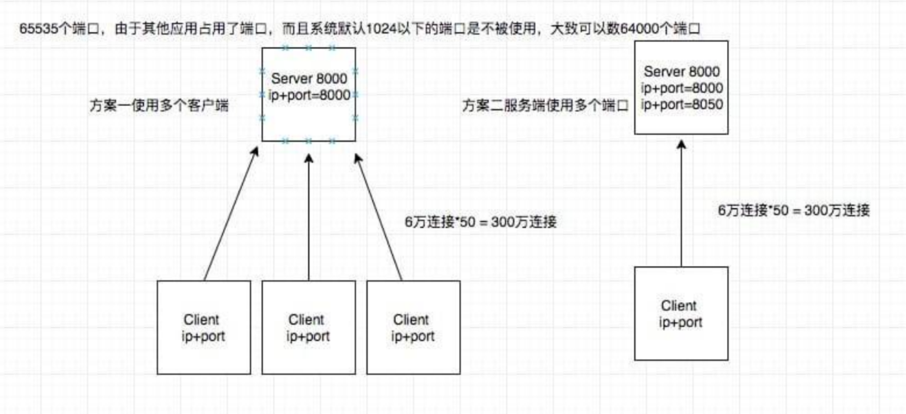 65535个端口，由于其他应用占用了端口，而且系统默认1024以下的端口是不被使用，大致可以数64000个端口
Server 8000
ip+port=8000
方案一使用多个客户端
6万连接*50 = 300万连接
Client
ip+port
Client
ip+port
Client
ip+port
Server 8000
ip+port=8000
ip+port=8050
方案二服务端使用多个端口
6万连接*50 = 300万连接
Client
ip+port